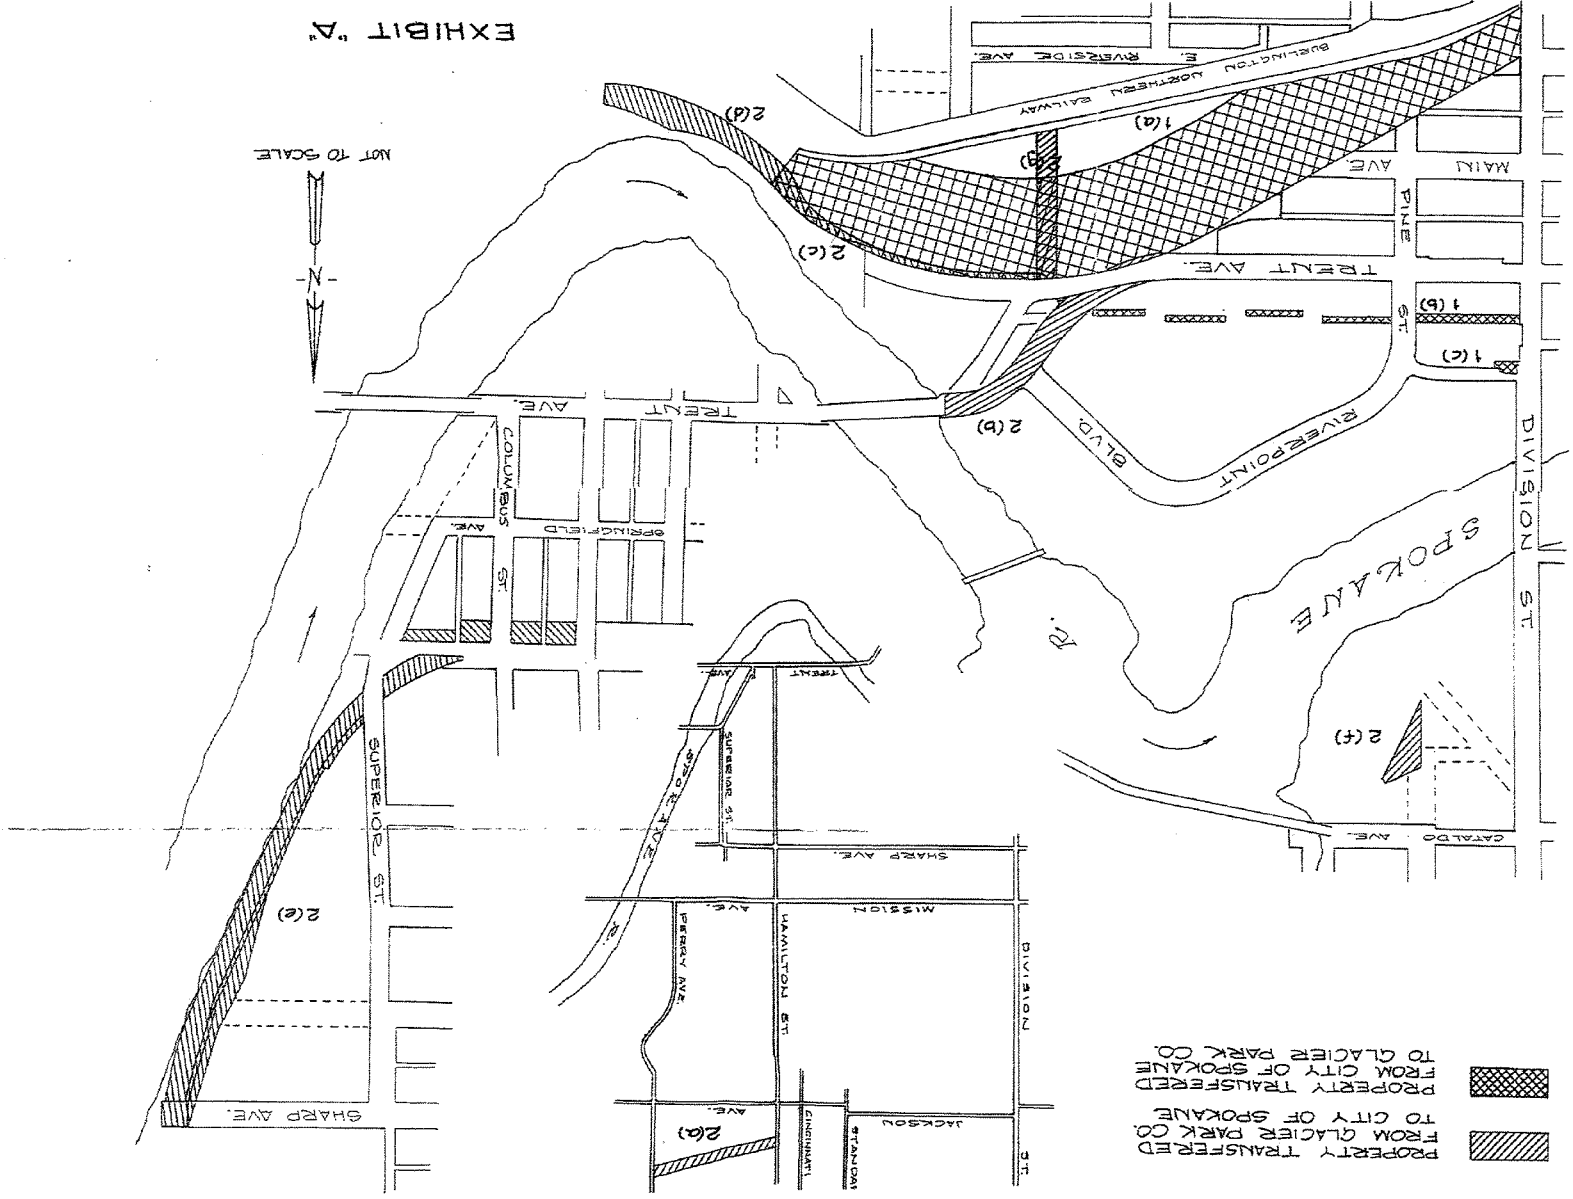 PROPERTY TRANSFERED
FROM GLACIER PARK CO.
TO CITY OF SPOKANE
PROPERTY TRANSFERED
FROM CITY OF SPOKANE
TO GLACIER PARK CO.
JACKSON
AVE.
2(a)
CINCINNATI
ST.
DIVISION
HAMILTON ST.
PERRY AVE.
MISSION
AVE.
SHARP AVE.
SUPERIOR ST.
SPOKANE
R.
TRENT
AVE.
SHARP AVE.
2(e)
SUPERIOR ST.
CATALDO AVE.
2(f)
SPOKANE
R.
DIVISION ST
SPRINGFIELD
AVE.
COLUMBUS
ST.
RIVERPOINT
BLVD.
2(b)
TRENT
AVE.
1(c)
1(b)
TRENT AVE.
PINE
ST.
2(c)
MAIN
AVE.
2(g)
1(a)
2(d)
BURLINGTON NORTHERN RAILWAY
E. RIVERSIDE AVE.
N
NOT TO SCALE
EXHIBIT "A"